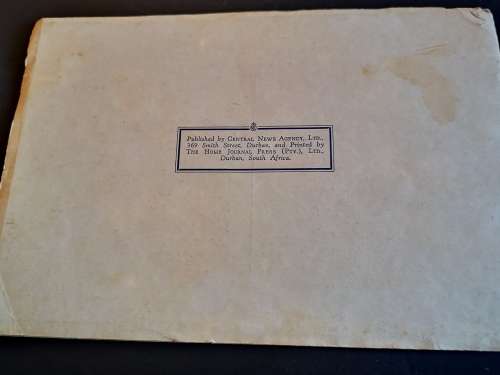 Published by CENTRAL NEWS AGENCY, LTD.,
369 Smith Street, Durban, and Printed by
THE HOME JOURNAL PRESS (PTY.), LTD.,
Durban, South Africa.